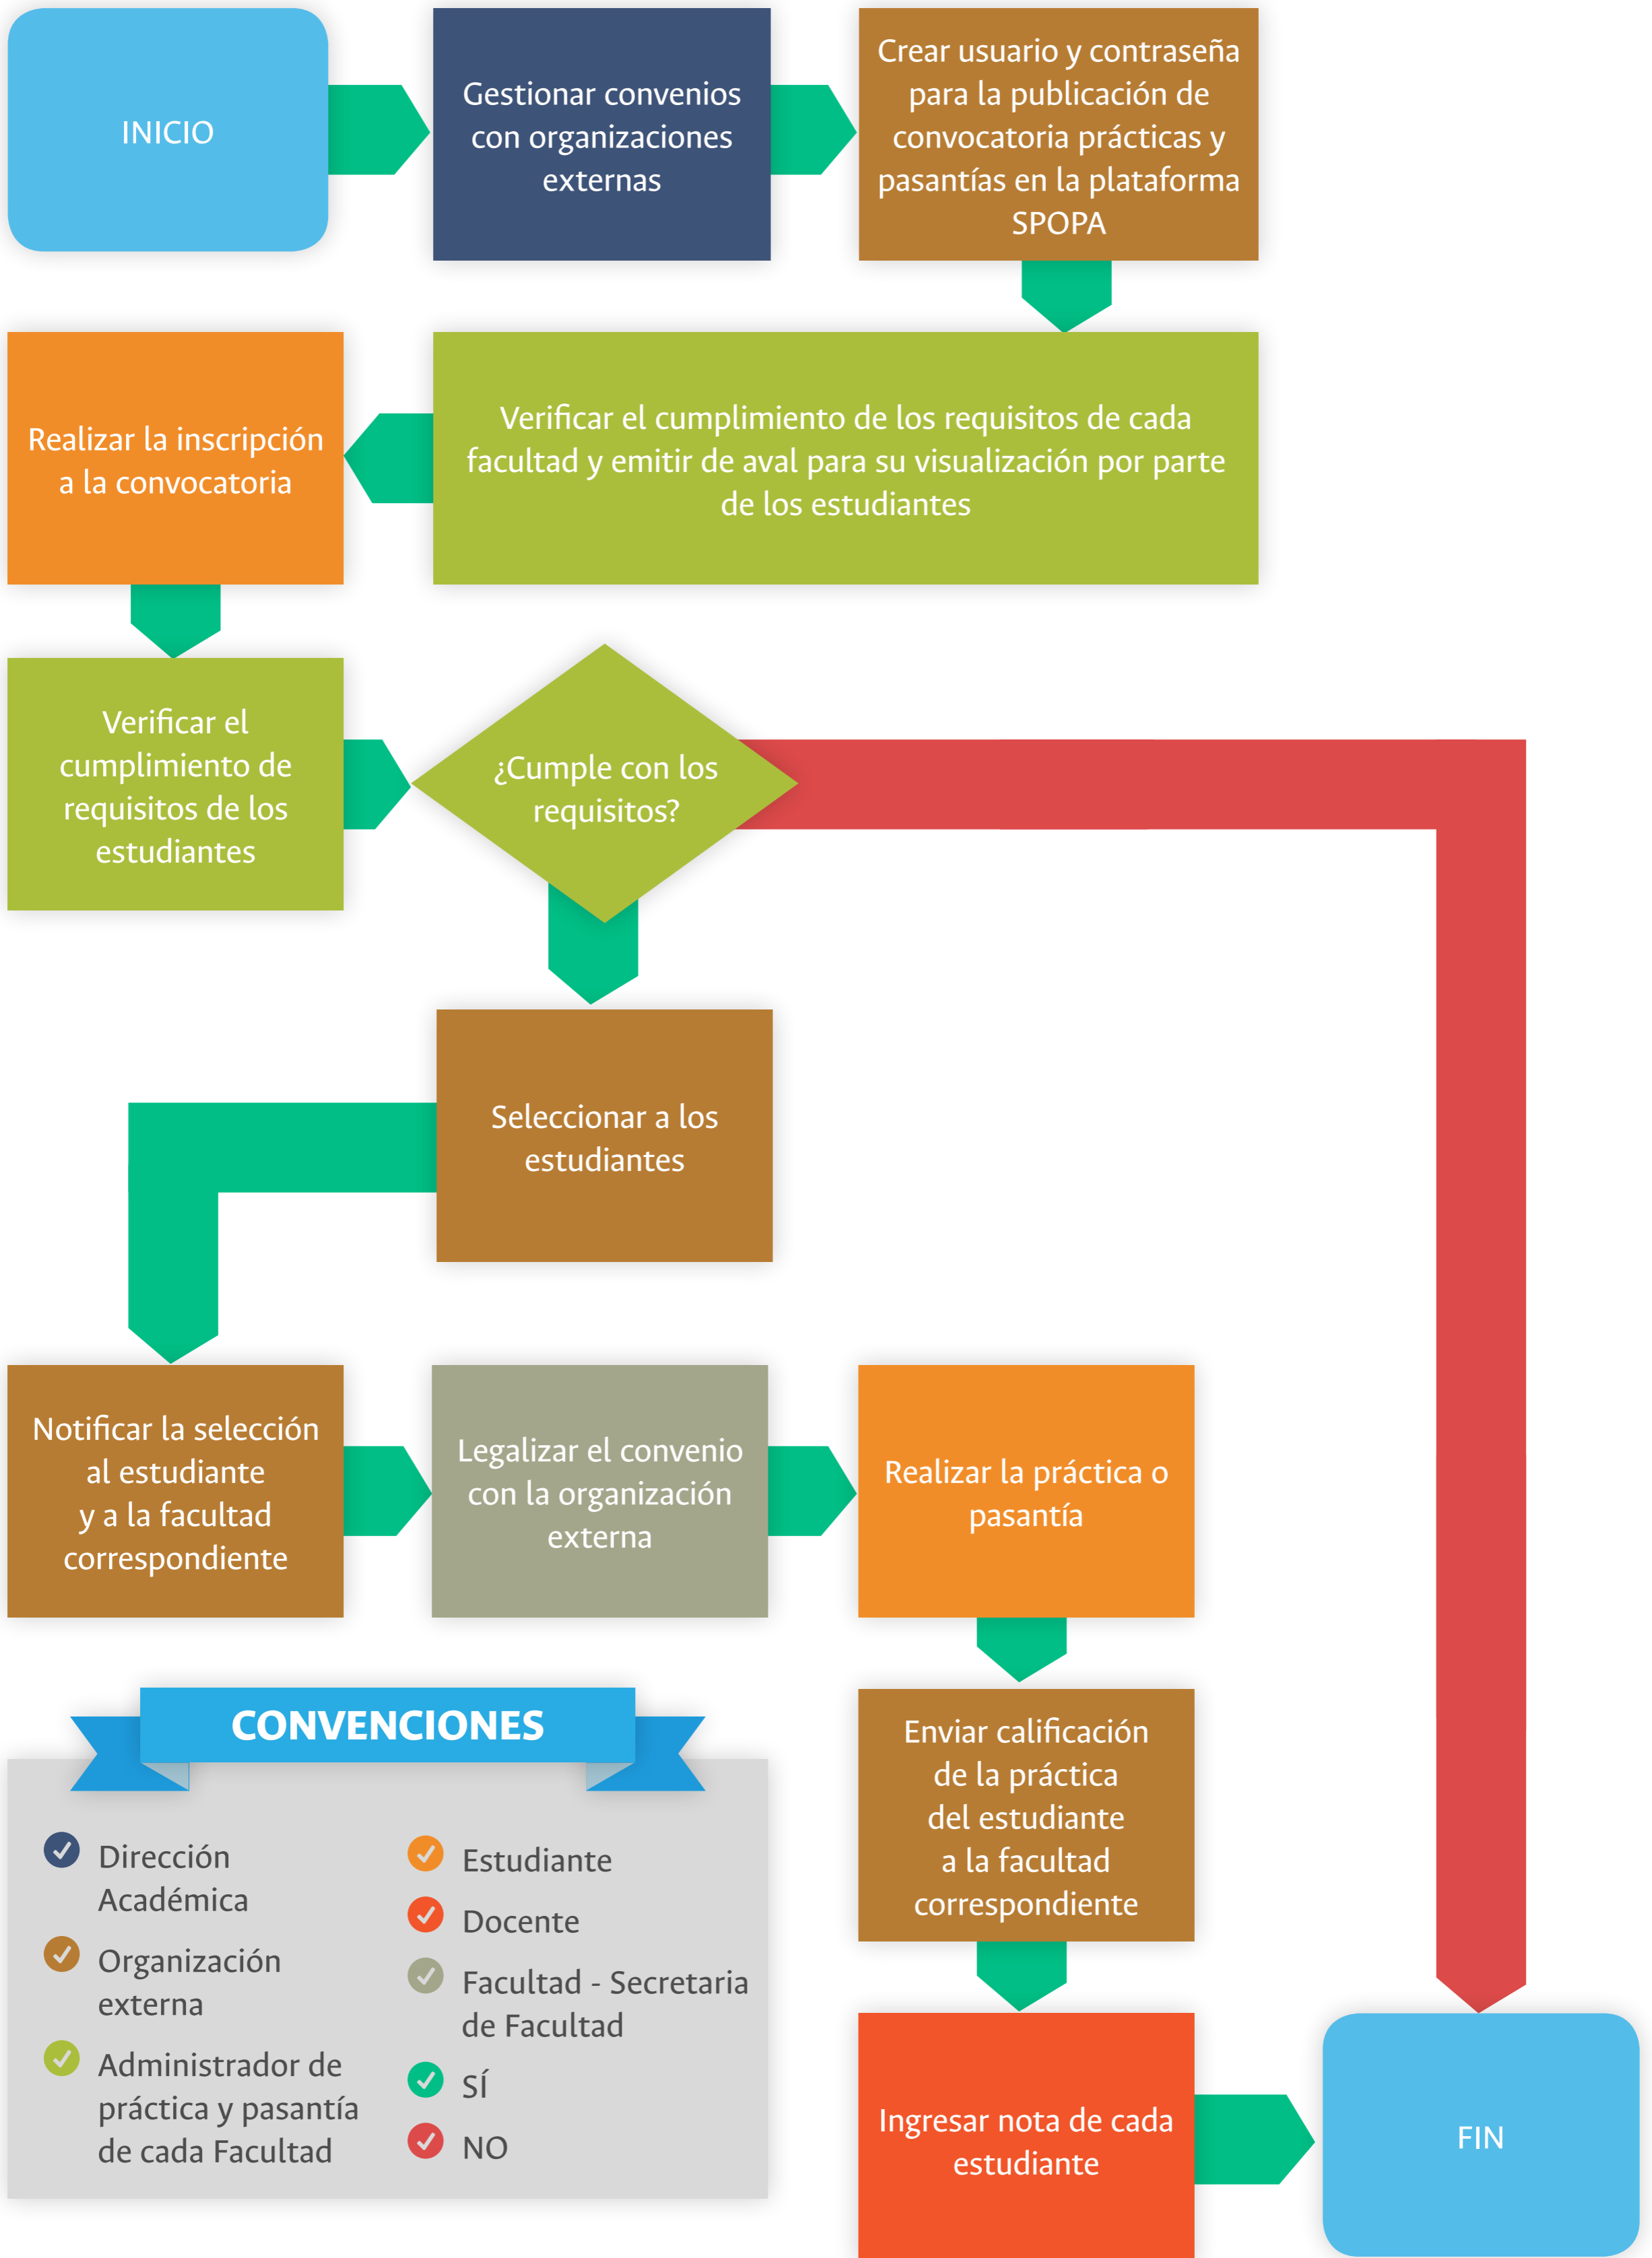 INICIO
Gestionar convenios
con organizaciones
externas
Crear usuario y contraseña
para la publicación de
convocatoria prácticas y
pasantías en la plataforma
SPOPA
Verificar el cumplimiento de los requisitos de cada
facultad y emitir de aval para su visualización por parte
de los estudiantes
Realizar la inscripción
a la convocatoria
Verificar el
cumplimiento de
requisitos de los
estudiantes
¿Cumple con los
requisitos?
Seleccionar a los
estudiantes
Notificar la selección
al estudiante
y a la facultad
correspondiente
Legalizar el convenio
con la organización
externa
Realizar la práctica o
pasantía
Enviar calificación
de la práctica
del estudiante
a la facultad
correspondiente
Ingresar nota de cada
estudiante
FIN
CONVENCIONES
Dirección
Académica
Organización
externa
Administrador de
práctica y pasantía
de cada Facultad
Estudiante
Docente
Facultad - Secretaria
de Facultad
SÍ
NO